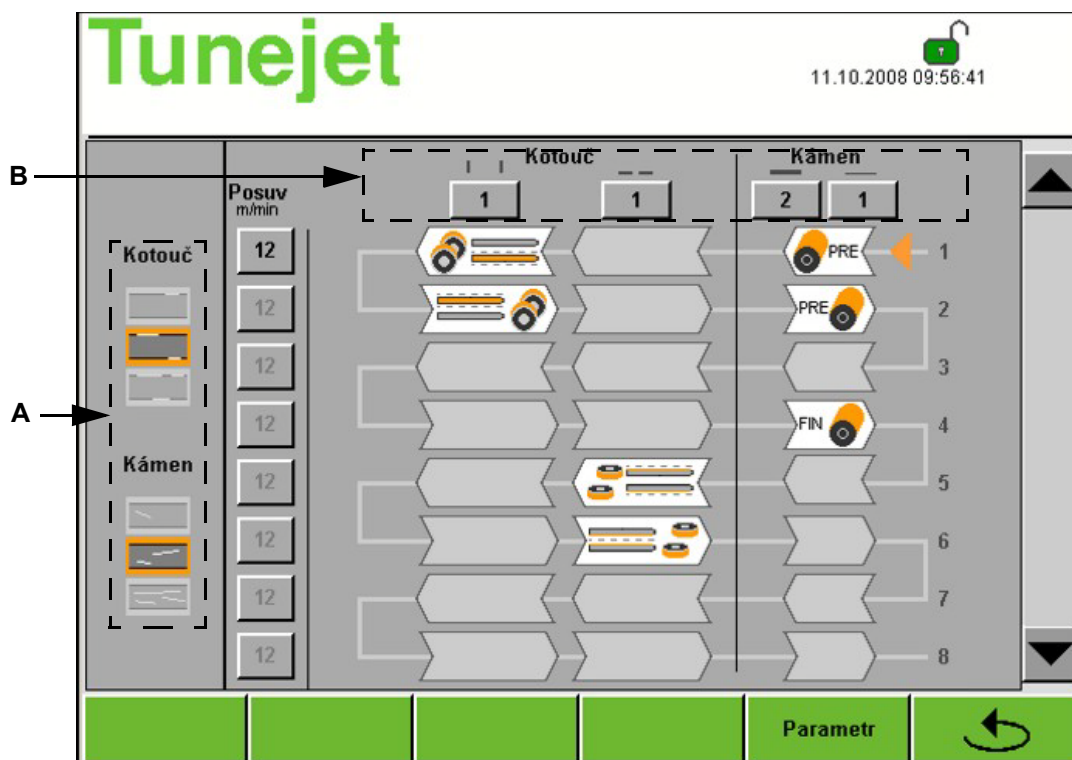 Tunejet
11.10.2008 09:56:41
B
Kotouč
Kámen
Posuv
m/min
1
1
2
1
Kotouč
12
PRE
1
12
PRE
2
12
3
A
12
FIN
4
Kámen
12
5
12
6
12
7
12
8
Parametr